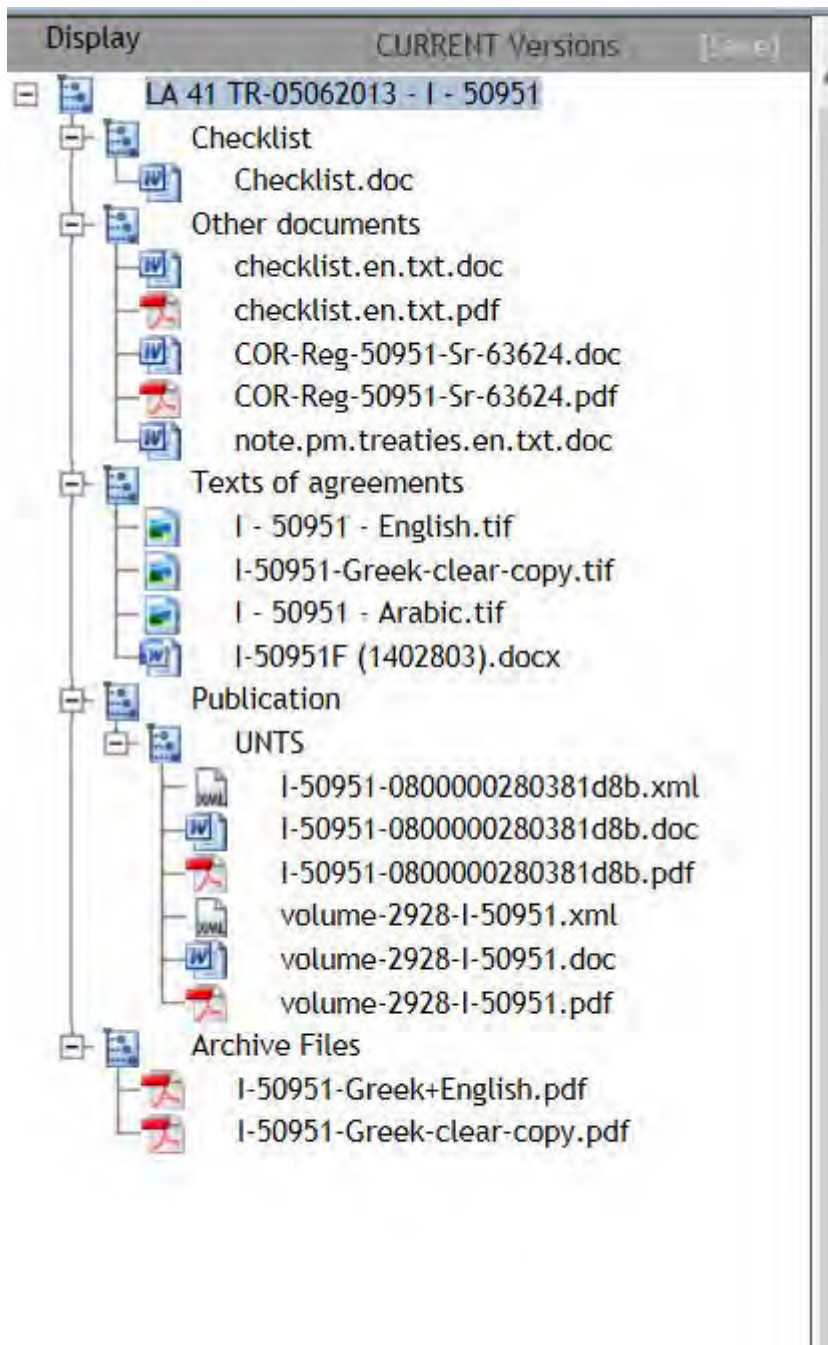 Display CURRENT Versions
LA 41 TR-05062013 - I - 50951
Checklist
Checklist.doc
Other documents
checklist.en.txt.doc
checklist.en.txt.pdf
COR-Reg-50951-Sr-63624.doc
COR-Reg-50951-Sr-63624.pdf
note.pm.treaties.en.txt.doc
Texts of agreements
I - 50951 - English.tif
I-50951-Greek-clear-copy.tif
I - 50951 - Arabic.tif
I-50951F (1402803).docx
Publication
UNTS
I-50951-0800000280381d8b.xml
I-50951-0800000280381d8b.doc
I-50951-0800000280381d8b.pdf
volume-2928-I-50951.xml
volume-2928-I-50951.doc
volume-2928-I-50951.pdf
Archive Files
I-50951-Greek+English.pdf
I-50951-Greek-clear-copy.pdf